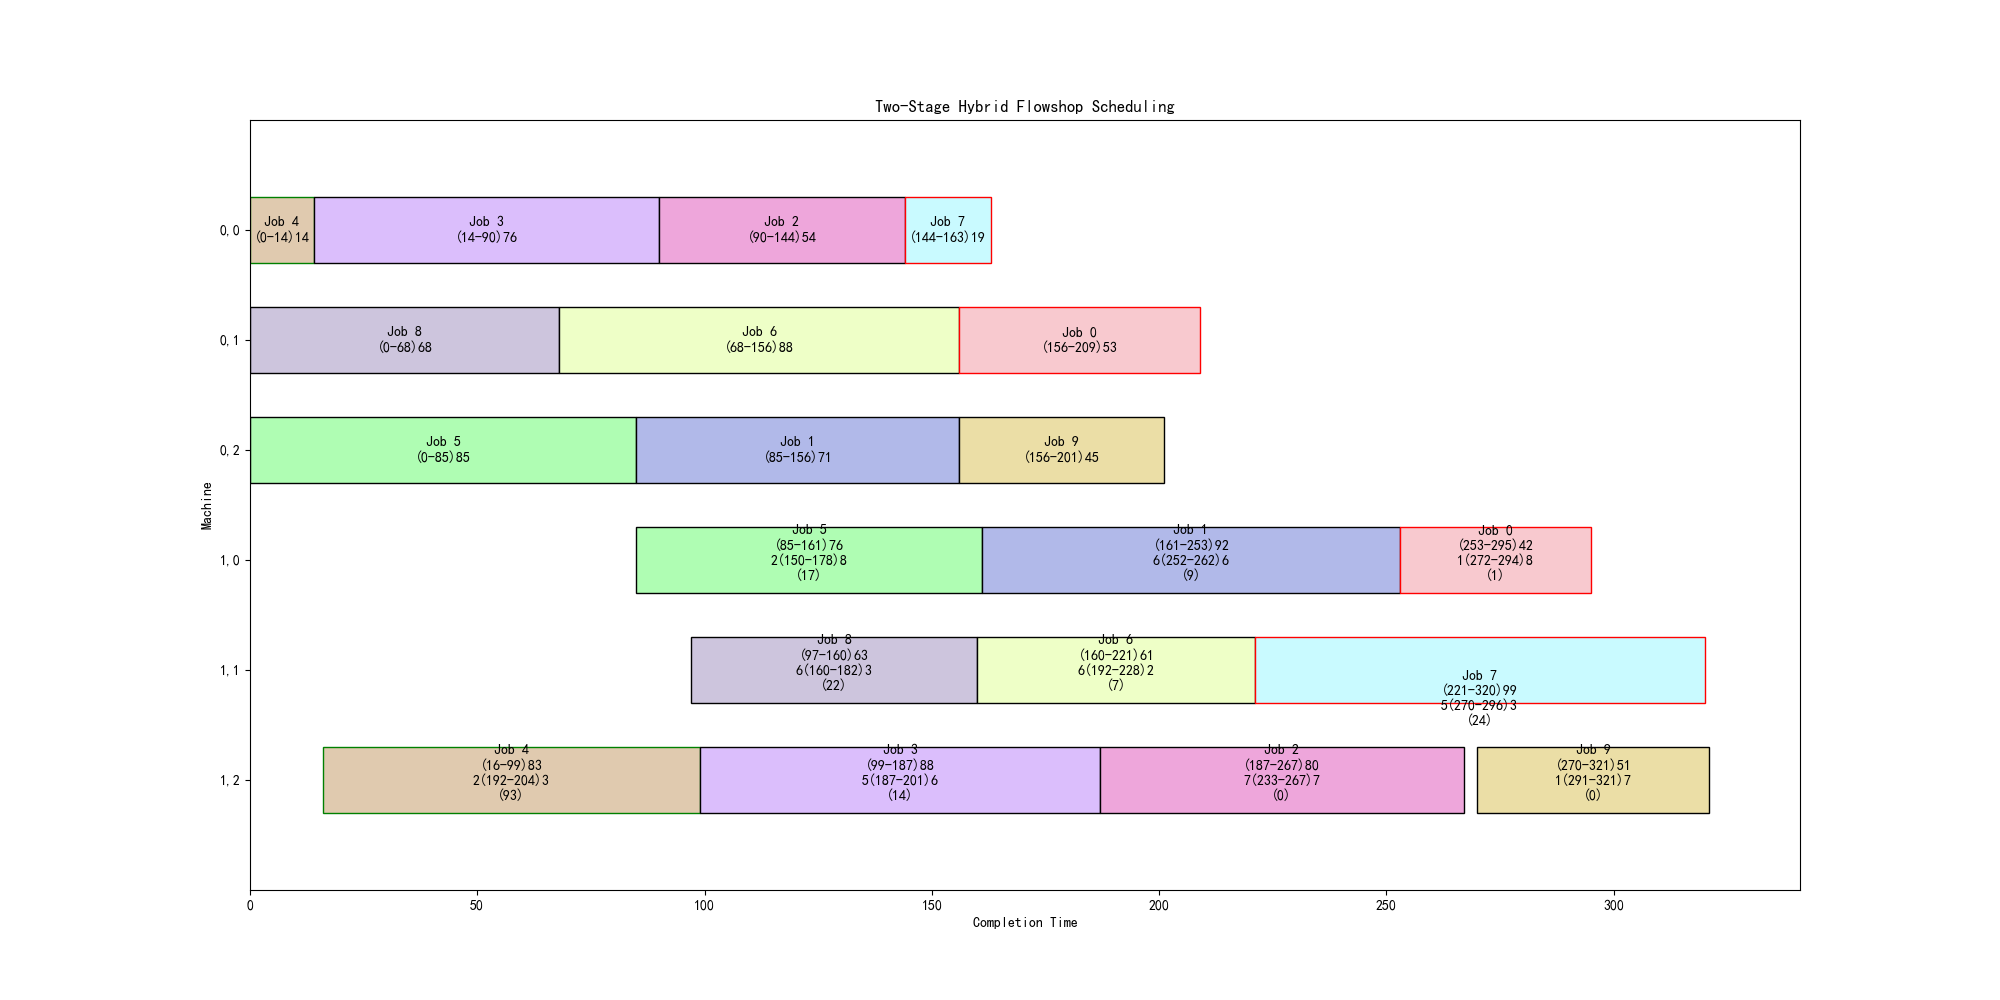 Two-Stage Hybrid Flowshop Scheduling
Machine
0,0
Job 4
(0-14)14
Job 3
(14-90)76
Job 2
(90-144)54
Job 7
(144-163)19
0,1
Job 8
(0-68)68
Job 6
(68-156)88
Job 0
(156-209)53
0,2
Job 5
(0-85)85
Job 1
(85-156)71
Job 9
(156-201)45
1,0
Job 5
(85-161)76
2(150-178)8
(17)
Job 1
(161-253)92
6(252-262)6
(9)
Job 0
(253-295)42
1(272-294)8
(1)
1,1
Job 8
(97-160)63
6(160-182)3
(22)
Job 6
(160-221)61
6(192-228)2
(7)
Job 7
(221-320)99
5(270-296)3
(24)
1,2
Job 4
(16-99)83
2(192-204)3
(93)
Job 3
(99-187)88
5(187-201)6
(14)
Job 2
(187-267)80
7(233-267)7
(0)
Job 9
(270-321)51
1(291-321)7
(0)
0
50
100
150
200
250
300
Completion Time